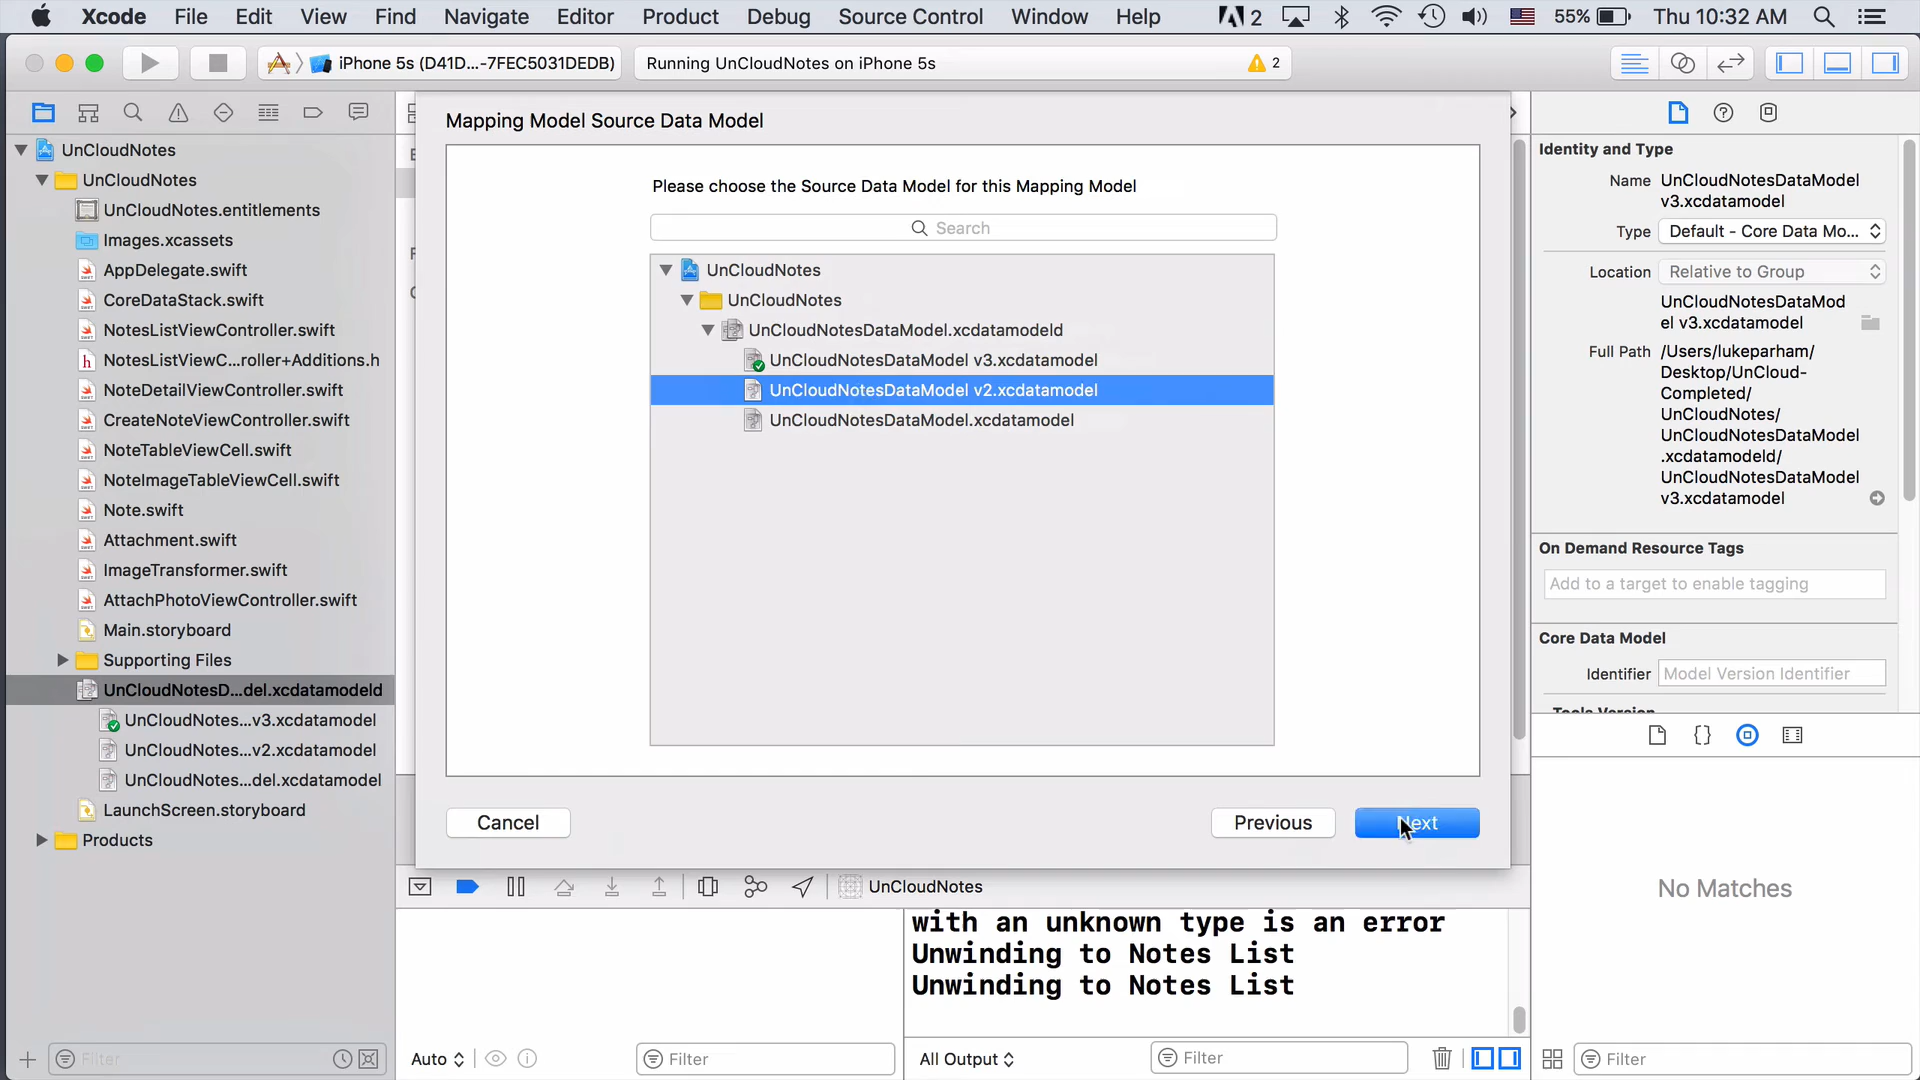 Xcode File Edit View Find Navigate Editor Product Debug Source Control Window Help 2 55% Thu 10:32 AM
iPhone 5s (D41D...-7FEC5031DEDB) Running UnCloudNotes on iPhone 5s 2
Mapping Model Source Data Model
Please choose the Source Data Model for this Mapping Model
Search
UnCloudNotes
UnCloudNotes
UnCloudNotesDataModel.xcdatamodeld
UnCloudNotesDataModel v3.xcdatamodel
UnCloudNotesDataModel v2.xcdatamodel
UnCloudNotesDataModel.xcdatamodel
Cancel Previous Next
UnCloudNotes
UnCloudNotes
UnCloudNotes.entitlements
Images.xcassets
AppDelegate.swift
CoreDataStack.swift
NotesListViewController.swift
h NotesListViewC...roller+Additions.h
NoteDetailViewController.swift
CreateNoteViewController.swift
NoteTableViewCell.swift
NoteImageTableViewCell.swift
Note.swift
Attachment.swift
ImageTransformer.swift
AttachPhotoViewController.swift
Main.storyboard
Supporting Files
UnCloudNotesD...del.xcdatamodeld
UnCloudNotes...v3.xcdatamodel
UnCloudNotes...v2.xcdatamodel
UnCloudNotes...del.xcdatamodel
LaunchScreen.storyboard
Products
Filter
Identity and Type
Name UnCloudNotesDataModel
v3.xcdatamodel
Type Default - Core Data Mo...
Location Relative to Group
UnCloudNotesDataMod
el v3.xcdatamodel
Full Path /Users/lukeparham/
Desktop/UnCloud-
Completed/
UnCloudNotes/
UnCloudNotesDataModel
.xcdatamodeld/
UnCloudNotesDataModel
v3.xcdatamodel
On Demand Resource Tags
Add to a target to enable tagging
Core Data Model
Identifier Model Version Identifier
Tools Version
No Matches
Filter
UnCloudNotes
with an unknown type is an error
Unwinding to Notes List
Unwinding to Notes List
Auto Filter All Output Filter